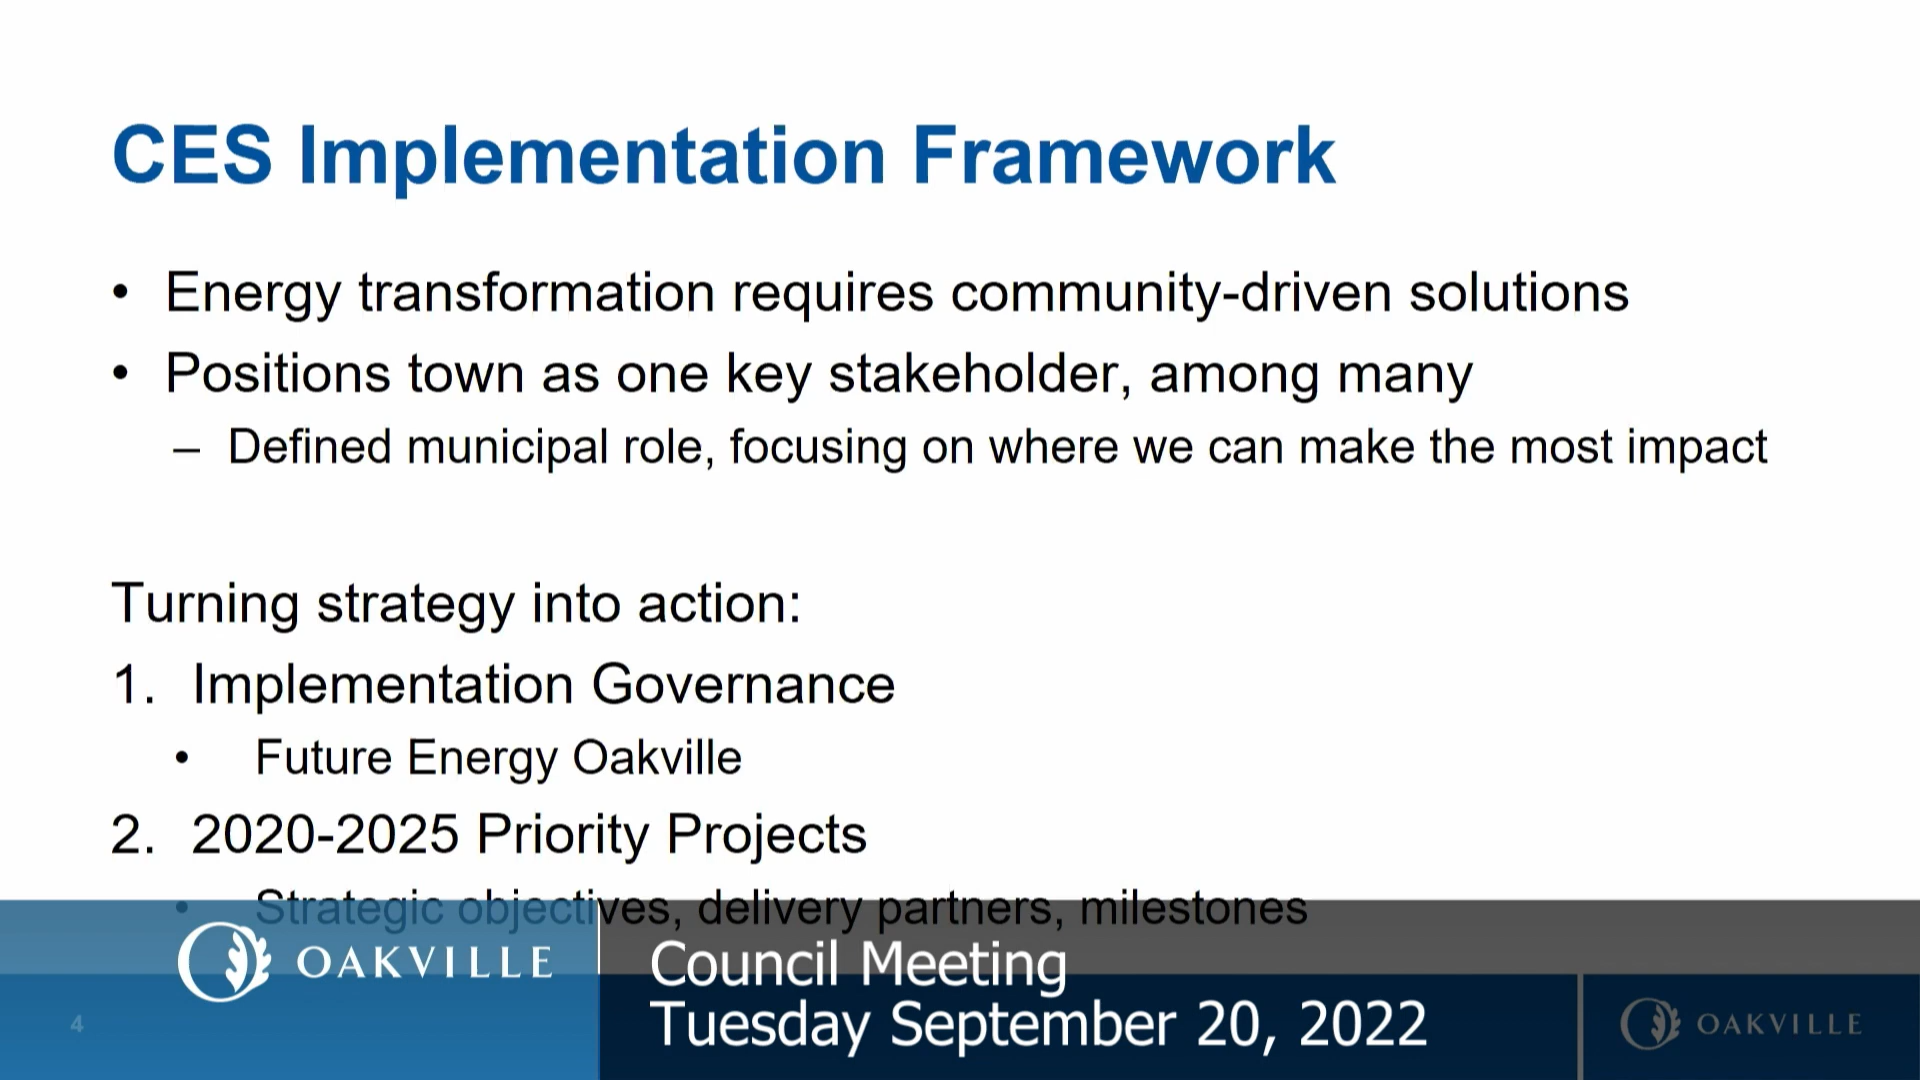 CES Implementation Framework
• Energy transformation requires community-driven solutions
• Positions town as one key stakeholder, among many
– Defined municipal role, focusing on where we can make the most impact
Turning strategy into action:
1. Implementation Governance
• Future Energy Oakville
2. 2020-2025 Priority Projects
• Strategic objectives, delivery partners, milestones
OAKVILLE
Council Meeting
Tuesday September 20, 2022
4
OAKVILLE